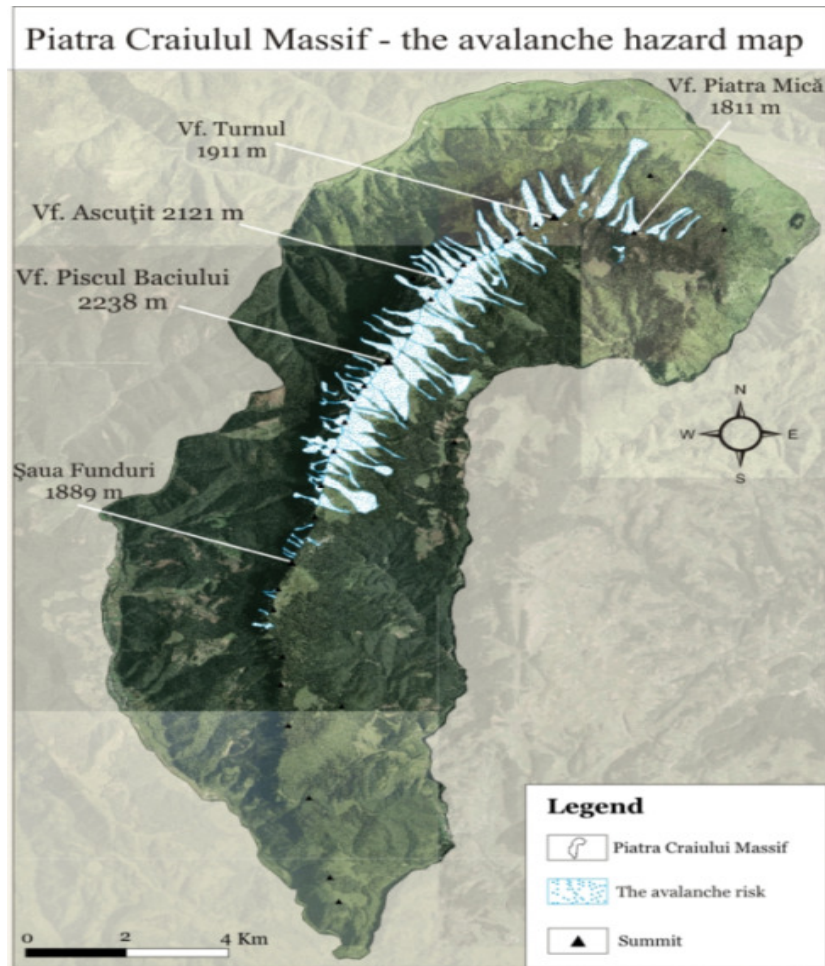 Piatra Craiulul Massif - the avalanche hazard map
Vf. Piatra Mică
1811 m
Vf. Turnul
1911 m
Vf. Ascuţit 2121 m
Vf. Piscul Baciului
2238 m
N
W
E
S
Şaua Funduri
1889 m
Legend
Piatra Craiului Massif
The avalanche risk
Summit
0 2 4 Km